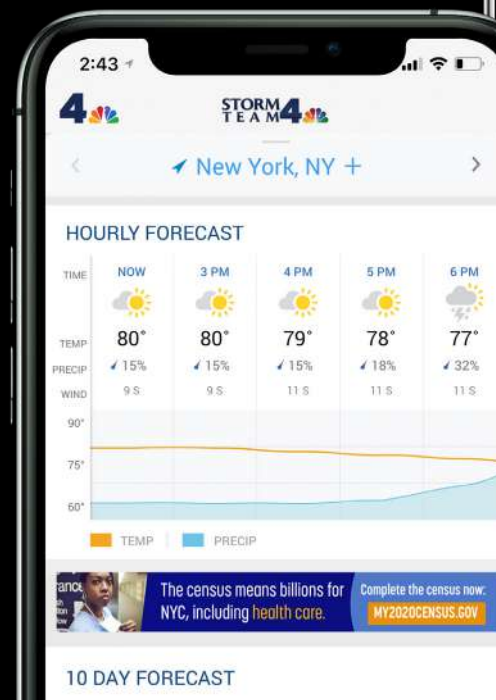 2:43
4 STORM TEAM 4
New York, NY +
HOURLY FORECAST
TIME NOW 3 PM 4 PM 5 PM 6 PM
TEMP 80° 80° 79° 78° 77°
PRECIP 15% 15% 15% 18% 32%
WIND 9 S 9 S 11 S 11 S 11 S
90°
75°
60°
TEMP PRECIP
rance
The census means billions for
NYC, including health care.
Complete the census now:
MY2020CENSUS.GOV
10 DAY FORECAST